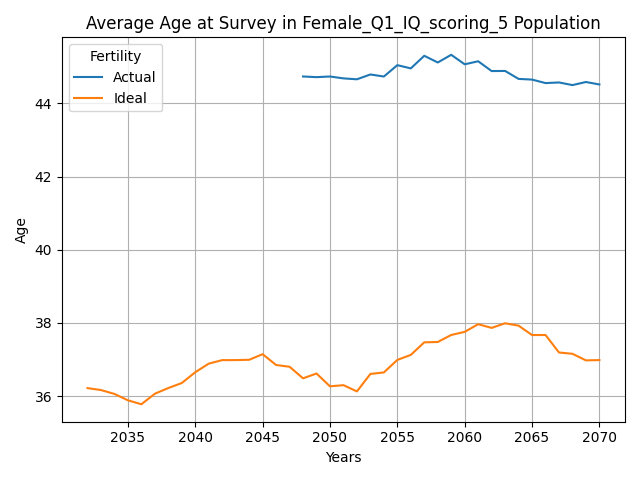 Average Age at Survey in Female_Q1_IQ_scoring_5 Population
Fertility
Actual
Ideal
44
42
40
38
36
Age
2035 2040 2045 2050 2055 2060 2065 2070
Years